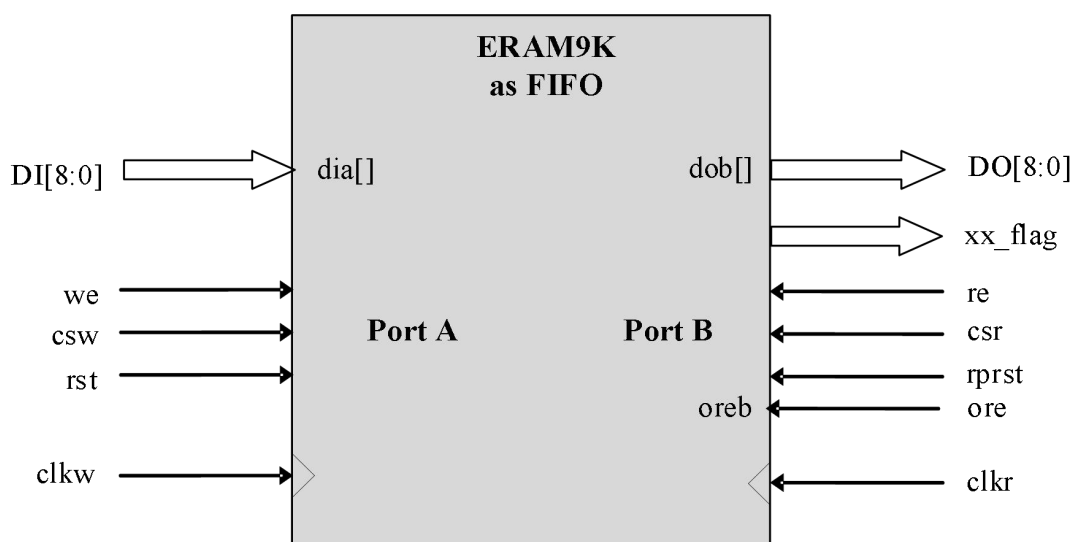 ERAM9K
as FIFO
DI[8:0] dia[] dob[] DO[8:0]
xx_flag
we re
csw Port A Port B csr
rst rprst
oreb ore
clkw clkr